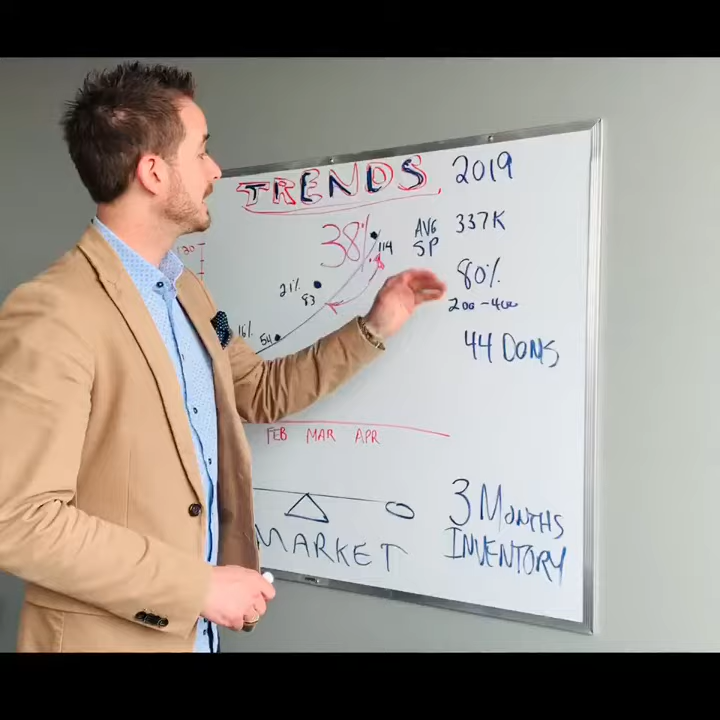 TRENDS 2019
130
38%
AVG 337K
SP
114
80%
21%
83
200-400
16%
54
44 DOMS
FEB MAR APR
3 MONTHS
INVENTORY
MARKET